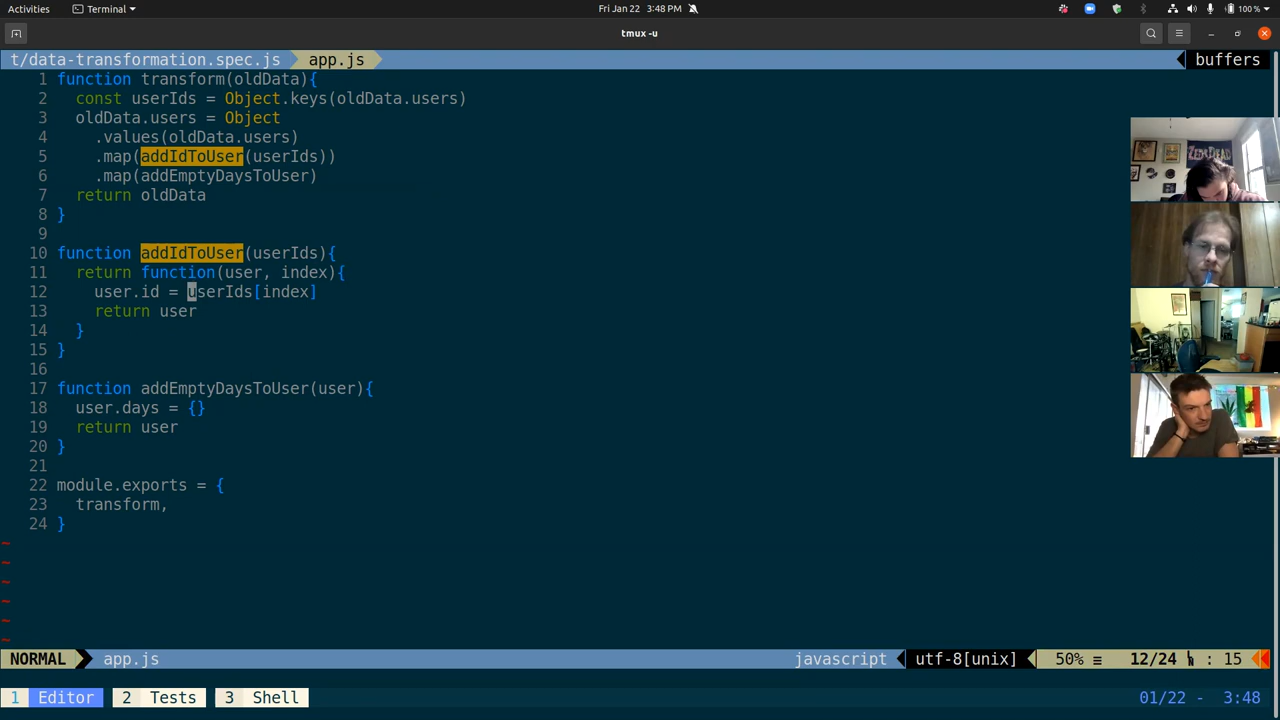 Activities Terminal Fri Jan 22 3:48 PM 100 %
tmux -u
t/data-transformation.spec.js app.js buffers
1 function transform(oldData){
2 const userIds = Object.keys(oldData.users)
3 oldData.users = Object
4 .values(oldData.users)
5 .map(addIdToUser(userIds))
6 .map(addEmptyDaysToUser)
7 return oldData
8 }
9
10 function addIdToUser(userIds){
11 return function(user, index){
12 user.id = userIds[index]
13 return user
14 }
15 }
16
17 function addEmptyDaysToUser(user){
18 user.days = {}
19 return user
20 }
21
22 module.exports = {
23 transform,
24 }
~
~
~
~
~
~
ZEDS DEAD
NORMAL app.js javascript utf-8[unix] 50% ≡ 12/24 : 15
1 Editor 2 Tests 3 Shell 01/22 - 3:48